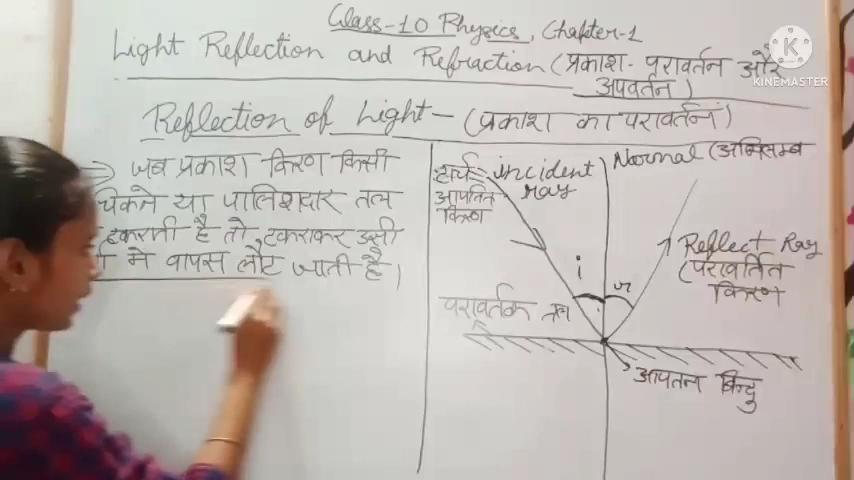 Class-10 Physics, Chapter-1
Light Reflection and Refraction (प्रकाश-परावर्तन और
अपवर्तन)
KINEMASTER
Reflection of Light - (प्रकाश का परावर्तन)
⇒ जब प्रकाश किरण किसी
चिकने या पालिशदार तल
टकराती है तो टकराकर उसी
मे वापस लौट जाती है।
incident
ray
आपतित
किरण
Normal (अभिलम्ब
Reflect Ray
(परावर्तित
किरण
i
r
परावर्तक तल
आपतन बिन्दु